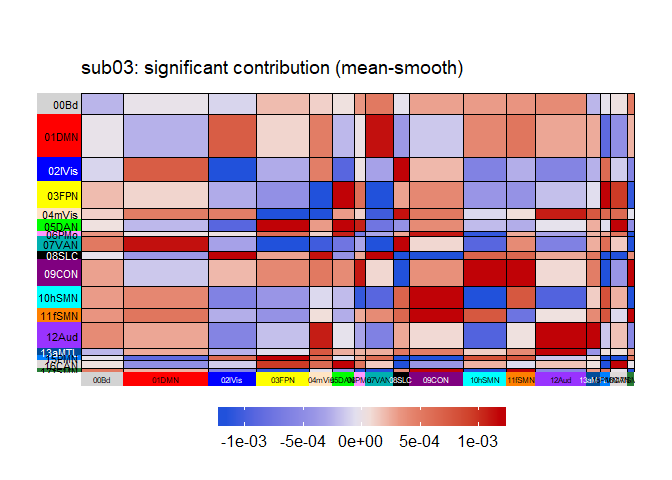 sub03: significant contribution (mean-smooth)
00Bd
01DMN
02lVis
03FPN
04mVis
05DAN
07VAN
08SLC
09CON
10hSMN
11fSMN
12Aud
13aMTL
16CAN
00Bd 01DMN 02lVis 03FPN 04mVis 05DAN 07VAN 08SLC 09CON 10hSMN 11fSMN 12Aud
-1e-03 -5e-04 0e+00 5e-04 1e-03